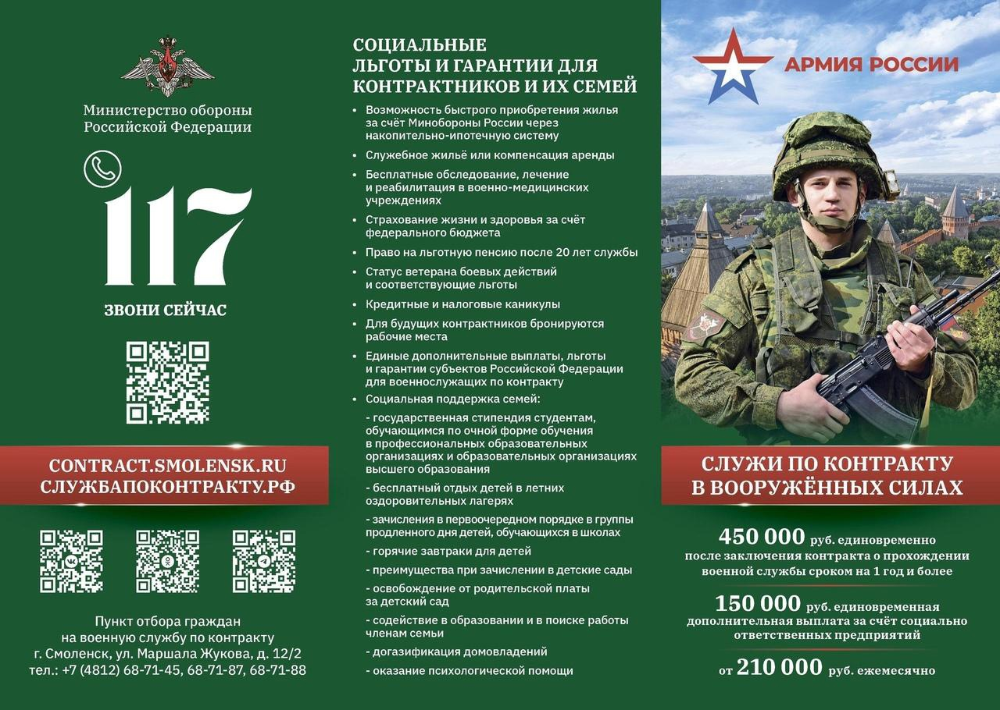 Министерство обороны
Российской Федерации
117
ЗВОНИ СЕЙЧАС
CONTRACT.SMOLENSK.RU
СЛУЖБАПОКОНТРАКТУ.РФ
Пункт отбора граждан
на военную службу по контракту
г. Смоленск, ул. Маршала Жукова, д. 12/2
тел.: +7 (4812) 68-71-45, 68-71-87, 68-71-88
СОЦИАЛЬНЫЕ
ЛЬГОТЫ И ГАРАНТИИ ДЛЯ
КОНТРАКТНИКОВ И ИХ СЕМЕЙ
• Возможность быстрого приобретения жилья
за счёт Минобороны России через
накопительно-ипотечную систему
• Служебное жильё или компенсация аренды
• Бесплатные обследование, лечение
и реабилитация в военно-медицинских
учреждениях
• Страхование жизни и здоровья за счёт
федерального бюджета
• Право на льготную пенсию после 20 лет службы
• Статус ветерана боевых действий
и соответствующие льготы
• Кредитные и налоговые каникулы
• Для будущих контрактников бронируются
рабочие места
• Единые дополнительные выплаты, льготы
и гарантии субъектов Российской Федерации
для военнослужащих по контракту
• Социальная поддержка семей:
- государственная стипендия студентам,
обучающимся по очной форме обучения
в профессиональных образовательных
организациях и образовательных организациях
высшего образования
- бесплатный отдых детей в летних
оздоровительных лагерях
- зачисления в первоочередном порядке в группы
продленного дня детей, обучающихся в школах
- горячие завтраки для детей
- преимущества при зачислении в детские сады
- освобождение от родительской платы
за детский сад
- содействие в образовании и в поиске работы
членам семьи
- догазификация домовладений
- оказание психологической помощи
АРМИЯ РОССИИ
СЛУЖИ ПО КОНТРАКТУ
В ВООРУЖЁННЫХ СИЛАХ
450 000 руб. единовременно
после заключения контракта о прохождении
военной службы сроком на 1 год и более
150 000 руб. единовременная
дополнительная выплата за счёт социально
ответственных предприятий
от 210 000 руб. ежемесячно